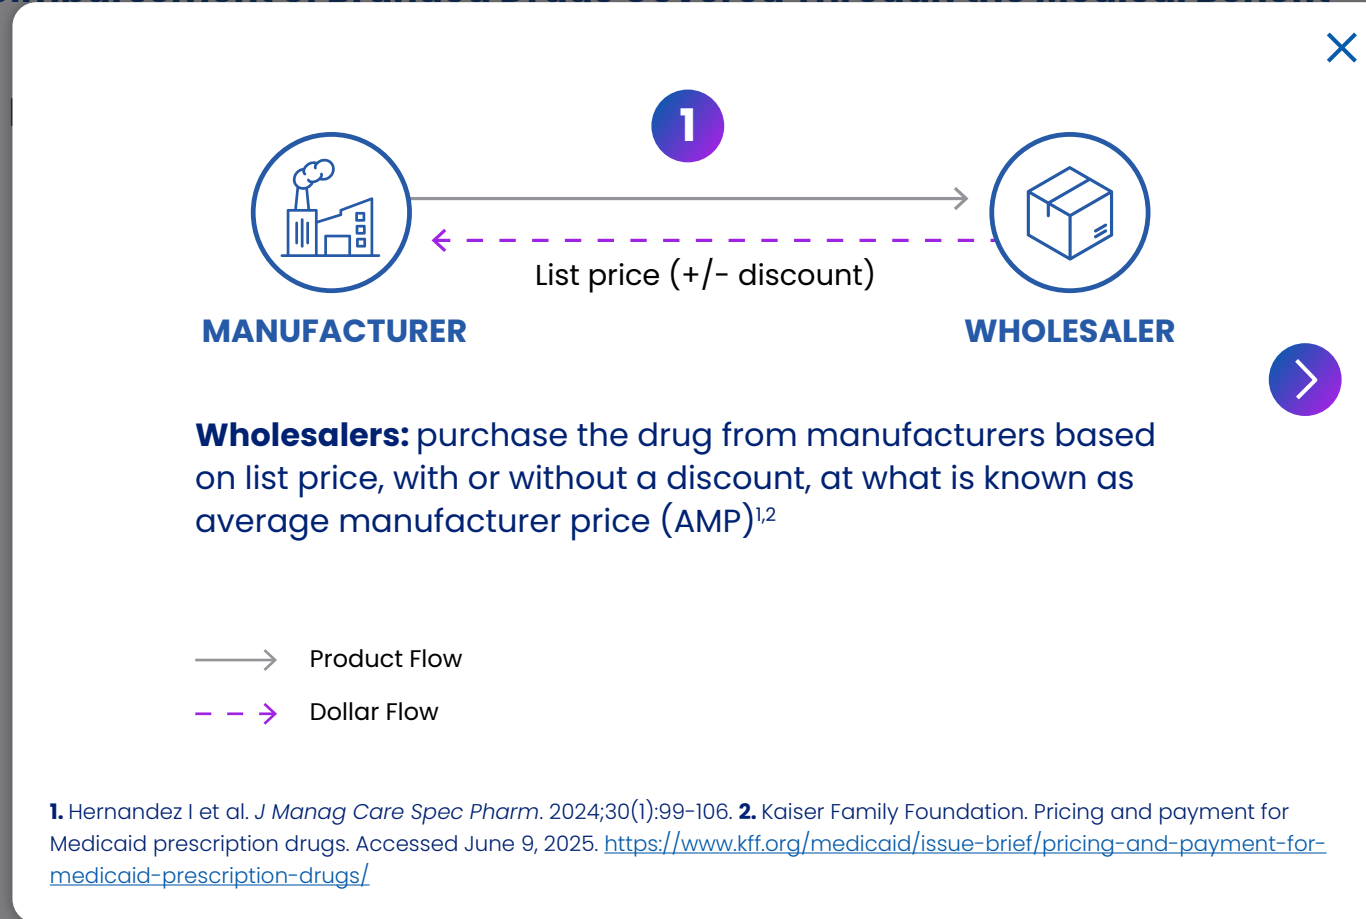 1
List price (+/- discount)
MANUFACTURER
WHOLESALER
Wholesalers: purchase the drug from manufacturers based
on list price, with or without a discount, at what is known as
average manufacturer price (AMP)1,2
Product Flow
Dollar Flow
1. Hernandez I et al. J Manag Care Spec Pharm. 2024;30(1):99-106. 2. Kaiser Family Foundation. Pricing and payment for
Medicaid prescription drugs. Accessed June 9, 2025. https://www.kff.org/medicaid/issue-brief/pricing-and-payment-for-
medicaid-prescription-drugs/